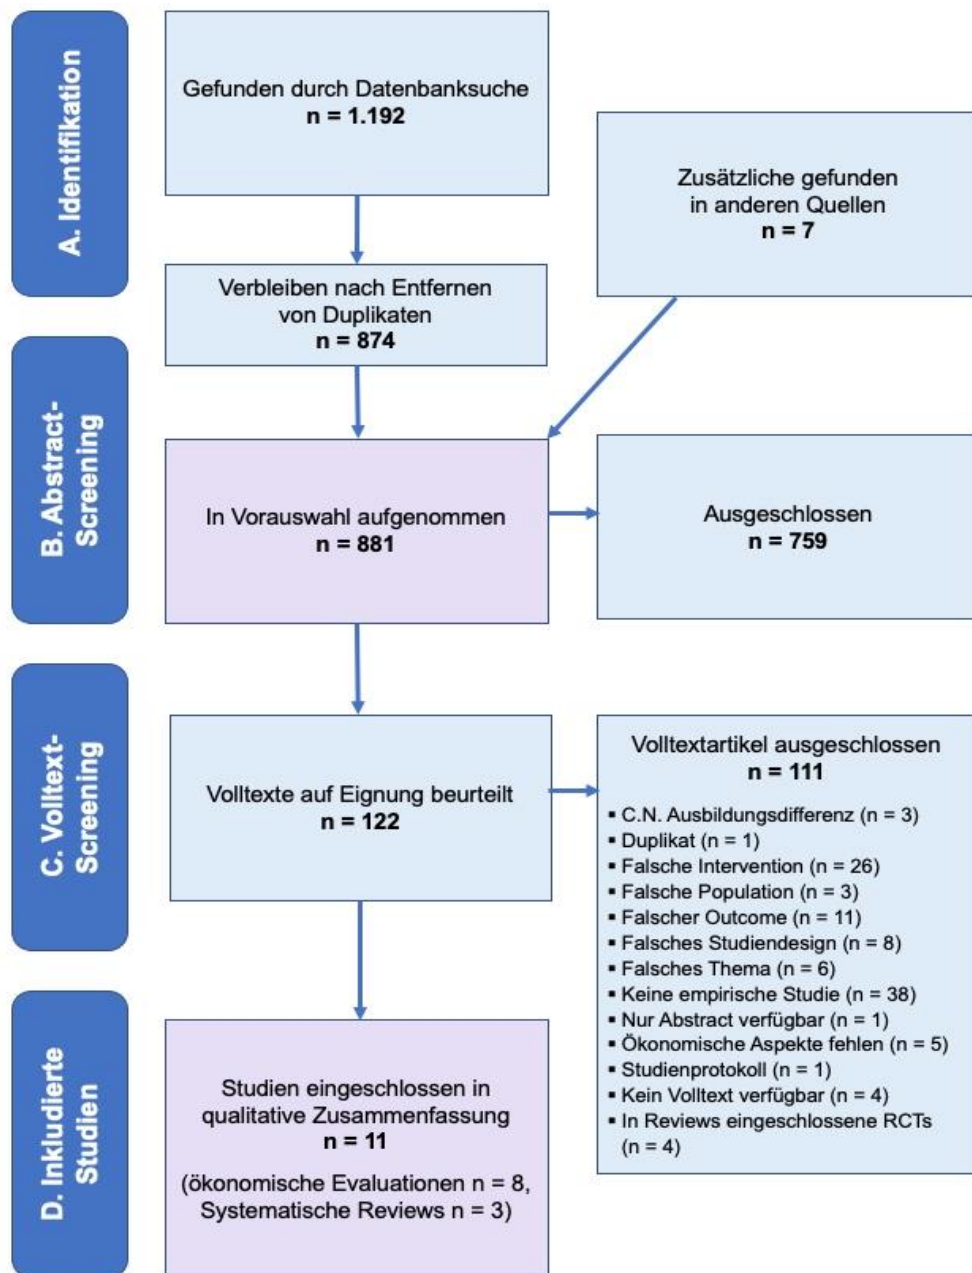 A. Identifikation
Gefunden durch Datenbanksuche
n = 1.192
Zusätzliche gefunden
in anderen Quellen
n = 7
Verbleiben nach Entfernen
von Duplikaten
n = 874
B. Abstract-
Screening
In Vorauswahl aufgenommen
n = 881
Ausgeschlossen
n = 759
C. Volltext-
Screening
Volltexte auf Eignung beurteilt
n = 122
Volltextartikel ausgeschlossen
n = 111
▪ C.N. Ausbildungsdifferenz (n = 3)
▪ Duplikat (n = 1)
▪ Falsche Intervention (n = 26)
▪ Falsche Population (n = 3)
▪ Falscher Outcome (n = 11)
▪ Falsches Studiendesign (n = 8)
▪ Falsches Thema (n = 6)
▪ Keine empirische Studie (n = 38)
▪ Nur Abstract verfügbar (n = 1)
▪ Ökonomische Aspekte fehlen (n = 5)
▪ Studienprotokoll (n = 1)
▪ Kein Volltext verfügbar (n = 4)
▪ In Reviews eingeschlossene RCTs
(n = 4)
D. Inkludierte
Studien
Studien eingeschlossen in
qualitative Zusammenfassung
n = 11
(ökonomische Evaluationen n = 8,
Systematische Reviews n = 3)